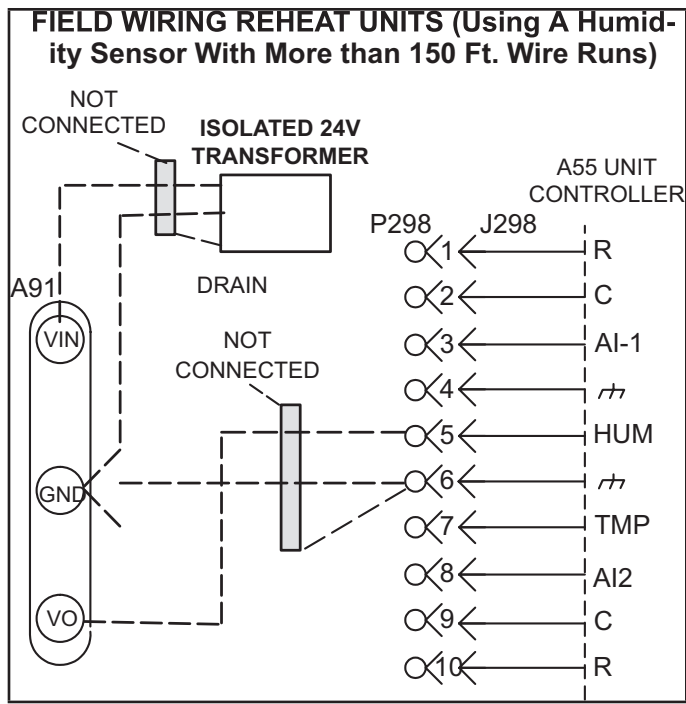 FIELD WIRING REHEAT UNITS (Using A Humid-
ity Sensor With More than 150 Ft. Wire Runs)
NOT
CONNECTED
ISOLATED 24V
TRANSFORMER
A55 UNIT
CONTROLLER
P298
J298
A91
DRAIN
NOT
CONNECTED
VIN
GND
VO
1 R
2 C
3 AI-1
4
5 HUM
6
7 TMP
8 AI2
9 C
10 R